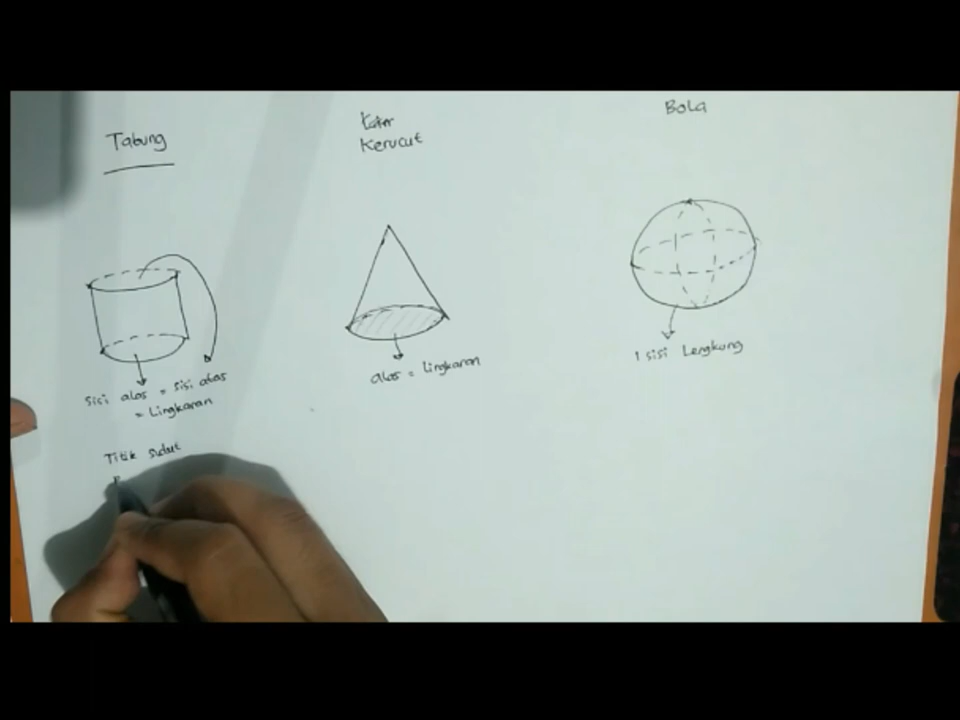 Tabung
Kerucut
Bola
Sisi alas = sisi atas
= Lingkaran
alas = Lingkaran
1 sisi Lengkung
Titik sudut